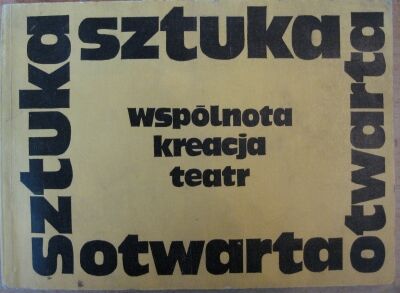 sztuka
sztuka
wspólnota
kreacja
teatr
otwarta
otwarta